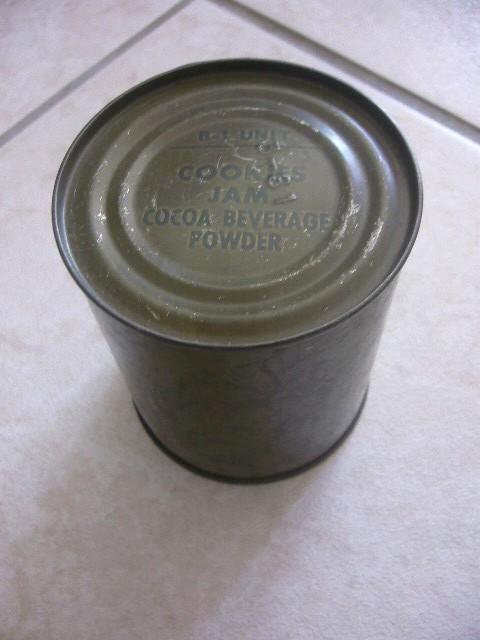 B-1 UNIT
COOKIES
JAM
COCOA BEVERAGE
POWDER